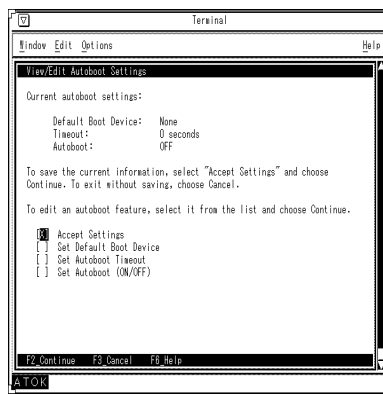 Terminal
Window Edit Options Help
View/Edit Autoboot Settings
Current autoboot settings:
Default Boot Device: None
Timeout: 0 seconds
Autoboot: OFF
To save the current information, select "Accept Settings" and choose
Continue. To exit without saving, choose Cancel.
To edit an autoboot feature, select it from the list and choose Continue.
[X] Accept Settings
[ ] Set Default Boot Device
[ ] Set Autoboot Timeout
[ ] Set Autoboot (ON/OFF)
F2_Continue F3_Cancel F6_Help
ATOK